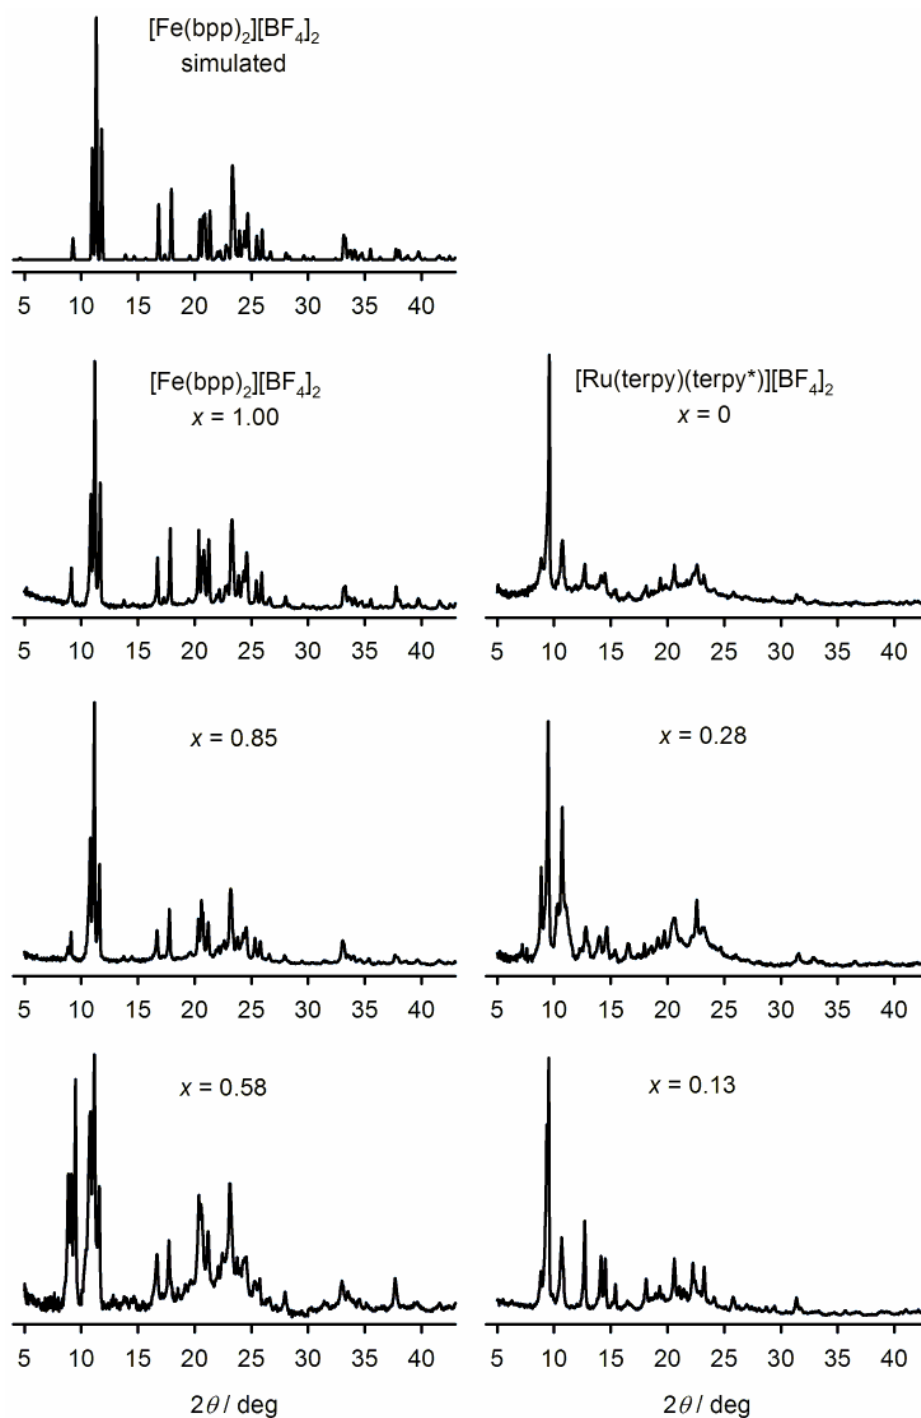 [Fe(bpp)₂][BF₄]₂
simulated
5 10 15 20 25 30 35 40
[Fe(bpp)₂][BF₄]₂
x = 1.00
5 10 15 20 25 30 35 40
[Ru(terpy)(terpy*)][BF₄]₂
x = 0
5 10 15 20 25 30 35 40
x = 0.85
5 10 15 20 25 30 35 40
x = 0.28
5 10 15 20 25 30 35 40
x = 0.58
5 10 15 20 25 30 35 40
2θ / deg
x = 0.13
5 10 15 20 25 30 35 40
2θ / deg